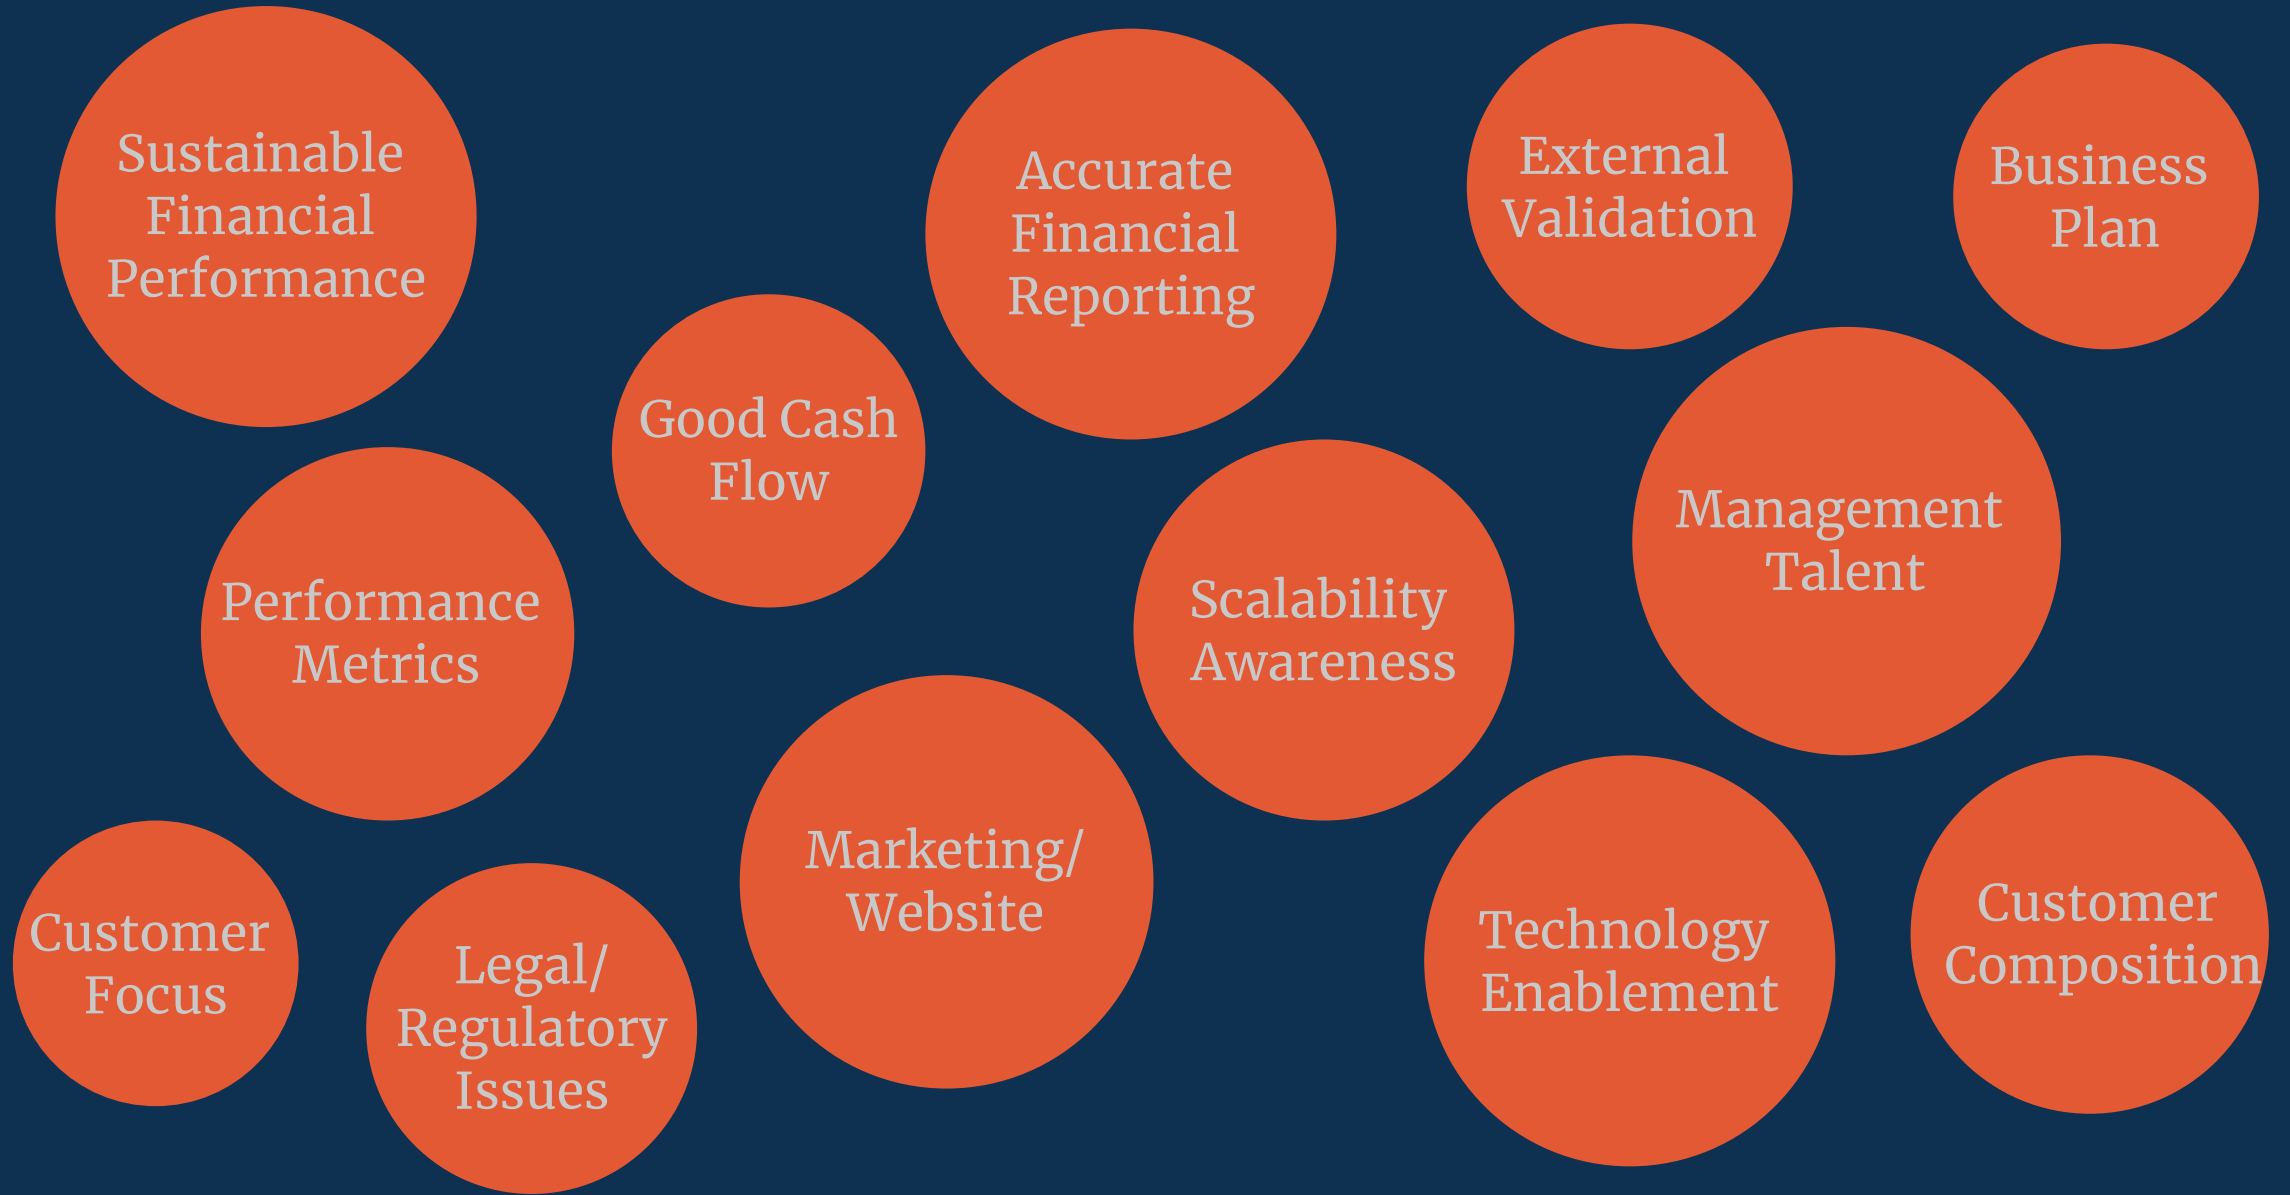 Sustainable
Financial
Performance
Accurate
Financial
Reporting
External
Validation
Business
Plan
Good Cash
Flow
Management
Talent
Performance
Metrics
Scalability
Awareness
Marketing/
Website
Customer
Focus
Legal/
Regulatory
Issues
Technology
Enablement
Customer
Composition